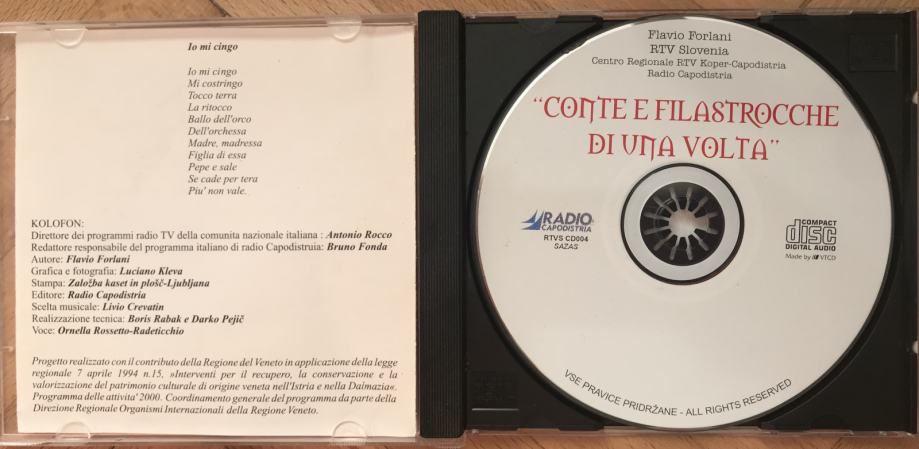 Io mi cingo
Io mi cingo
Mi costringo
Tocco terra
La ritocco
Ballo dell'orco
Dell'orchessa
Madre, madressa
Figlia di essa
Pepe e sale
Se cade per tera
Piu' non vale.
KOLOFON:
Direttore dei programmi radio TV della comunita nazionale italiana : Antonio Rocco
Redattore responsabile del programma italiano di radio Capodistruia: Bruno Fonda
Autore: Flavio Forlani
Grafica e fotografia: Luciano Kleva
Stampa: Založba kaset in plošč-Ljubljana
Editore: Radio Capodistria
Scelta musicale: Livio Crevatin
Realizzazione tecnica: Boris Rabak e Darko Pejič
Voce: Ornella Rossetto-Radeticchio
Progetto realizzato con il contributo della Regione del Veneto in applicazione della legge
regionale 7 aprile 1994 n.15, »Interventi per il recupero, la conservazione e la
valorizzazione del patrimonio culturale di origine veneta nell'Istria e nella Dalmazia«.
Programma delle attivita' 2000. Coordinamento generale del programma da parte della
Direzione Regionale Organismi Internazionali della Regione Veneto.
Flavio Forlani
RTV Slovenia
Centro Regionale RTV Koper-Capodistria
Radio Capodistria
"CONTE E FILASTROCCHE
DI UNA VOLTA"
RADIO
CAPODISTRIA
RTVS CD004
SAZAS
COMPACT
disc
DIGITAL AUDIO
Made by VTCD
VSE PRAVICE PRIDRŽANE - ALL RIGHTS RESERVED